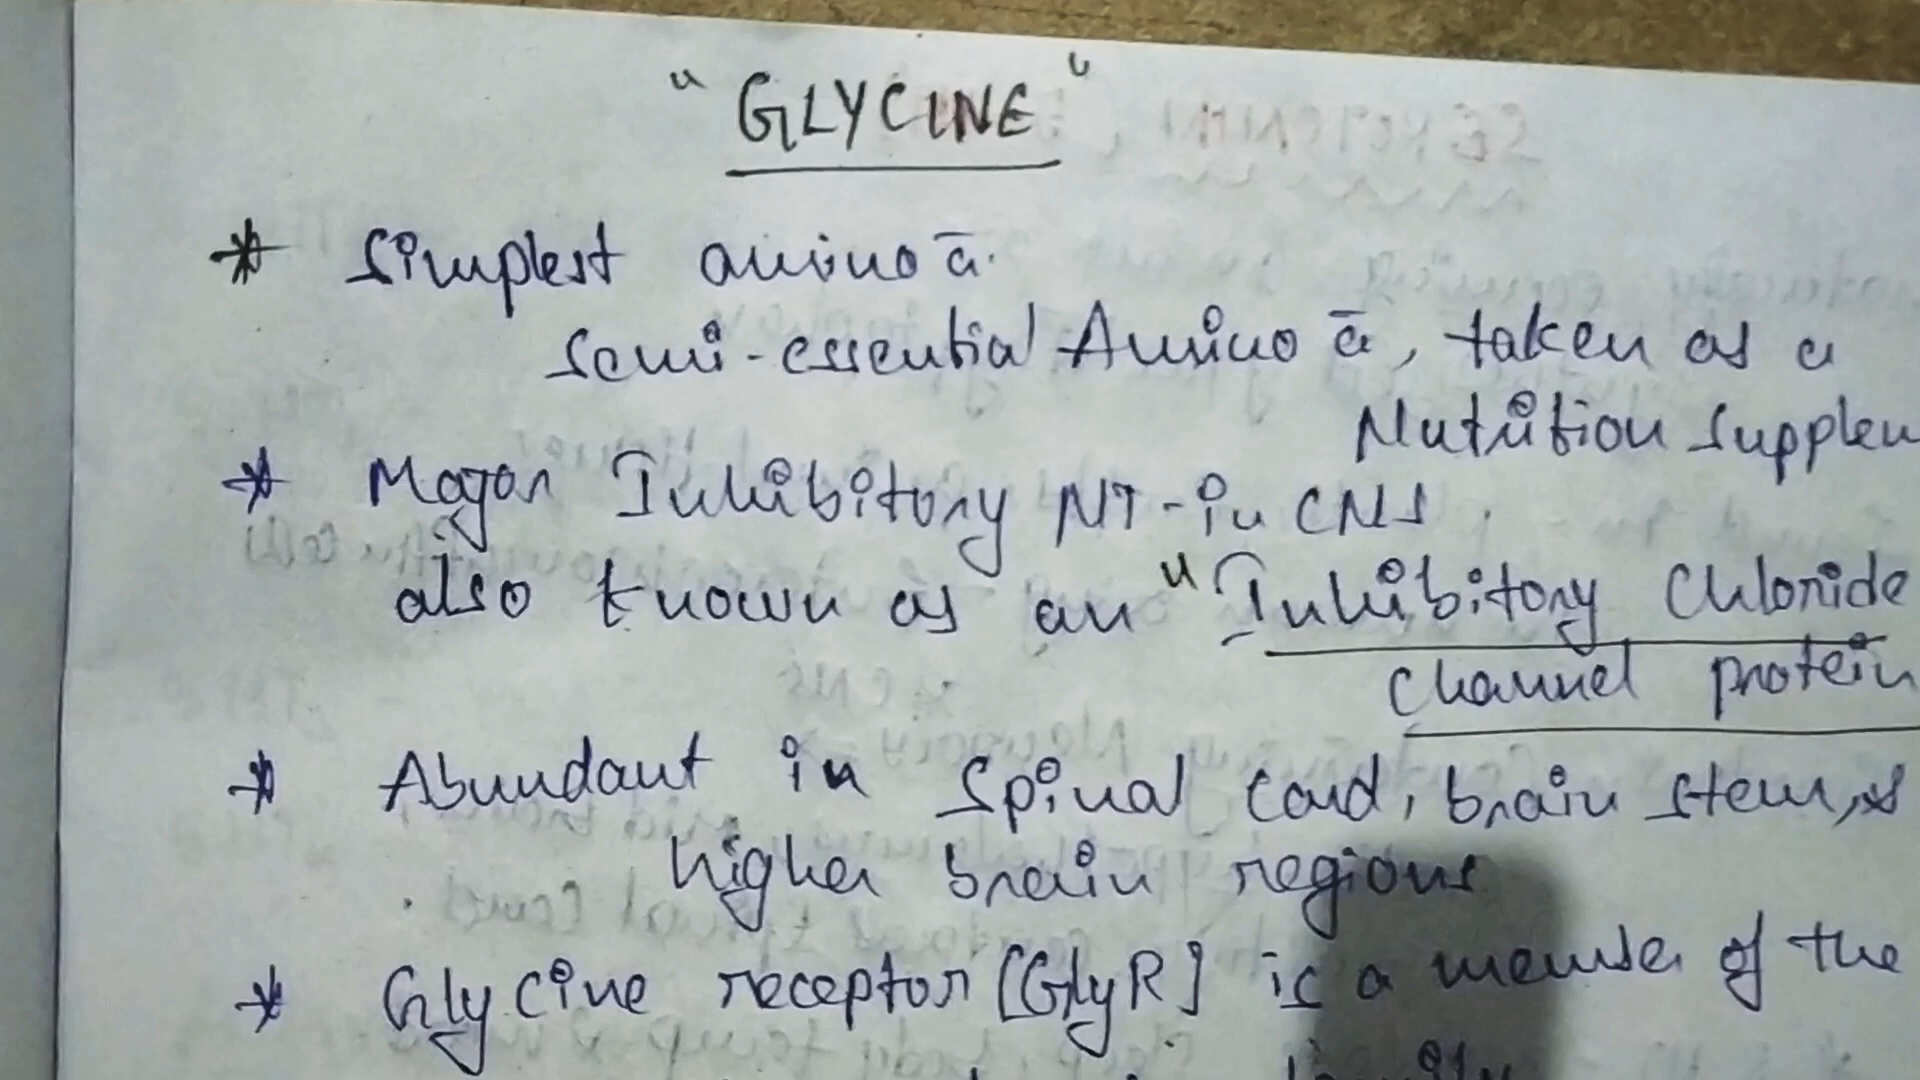 "GLYCINE"
* Simplest amino ā.
semi-essential Amino ā, taken as a
Nutrition Supplem
* Major Inhibitory NT - in CNS.
also known as an "Inhibitory Chloride
Channel protein
* Abundant in Spinal Cord, brain stem, &
higher brain regions
* Glycine receptor [GlyR] is a member of the
family